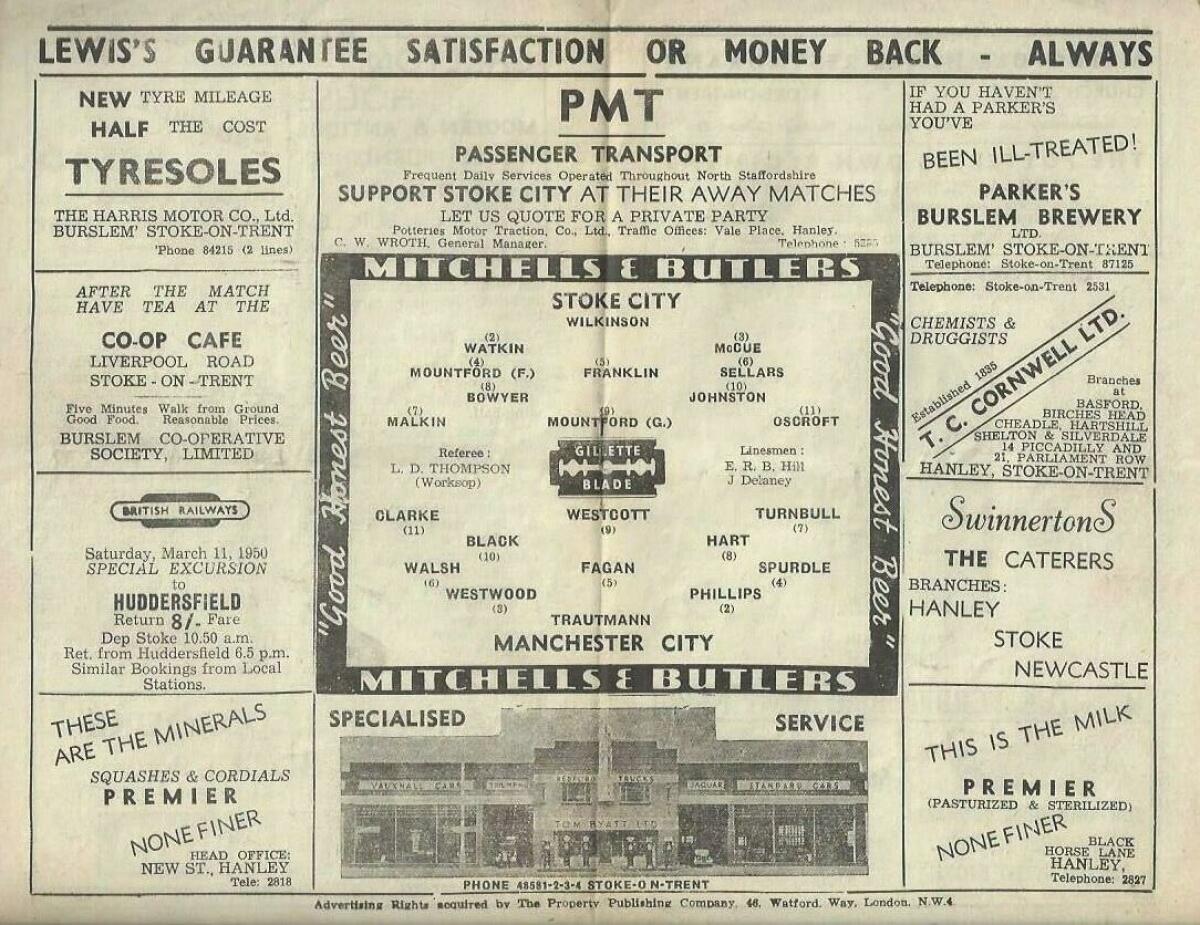 LEWIS'S GUARANTEE SATISFACTION OR MONEY BACK - ALWAYS
NEW TYRE MILEAGE
HALF THE COST
TYRESOLES
THE HARRIS MOTOR CO., Ltd.
BURSLEM' STOKE-ON-TRENT
'Phone 84215 (2 lines)
AFTER THE MATCH
HAVE TEA AT THE
CO-OP CAFE
LIVERPOOL ROAD
STOKE-ON-TRENT
Five Minutes Walk from Ground
Good Food. Reasonable Prices.
BURSLEM CO-OPERATIVE
SOCIETY, LIMITED
BRITISH RAILWAYS
Saturday, March 11, 1950
SPECIAL EXCURSION
to
HUDDERSFIELD
Return 8/- Fare
Dep Stoke 10.50 a.m.
Ret. from Huddersfield 6.5 p.m.
Similar Bookings from Local
Stations.
THESE
ARE THE MINERALS
SQUASHES & CORDIALS
PREMIER
NONE FINER
HEAD OFFICE:
NEW ST., HANLEY
Tele: 2818
PMT
PASSENGER TRANSPORT
Frequent Daily Services Operated Throughout North Staffordshire
SUPPORT STOKE CITY AT THEIR AWAY MATCHES
LET US QUOTE FOR A PRIVATE PARTY
Potteries Motor Traction, Co., Ltd., Traffic Offices: Vale Place, Hanley.
C. W. WROTH, General Manager. Telephone :
MITCHELLS & BUTLERS
"Good Honest Beer"
"Good Honest Beer"
STOKE CITY
WILKINSON
(2) (3)
WATKIN McCUE
(4) (5) (6)
MOUNTFORD (F.) FRANKLIN SELLARS
(8) (10)
BOWYER JOHNSTON
(7) (9) (11)
MALKIN MOUNTFORD (G.) OSCROFT
Referee : Linesmen :
L. D. THOMPSON E. R. B. Hill
(Worksop) J Delaney
GILLETTE
BLADE
CLARKE WESTCOTT TURNBULL
(11) (9) (7)
BLACK HART
(10) (8)
WALSH FAGAN SPURDLE
(6) (5) (4)
WESTWOOD PHILLIPS
(3) (2)
TRAUTMANN
MANCHESTER CITY
MITCHELLS & BUTLERS
SPECIALISED SERVICE
BEDFORD TRUCKS
VAUXHALL CARS TRIUMPH JAGUAR STANDARD CARS
TOM BYATT LTD
PHONE 48581-2-3-4 STOKE-ON-TRENT
IF YOU HAVEN'T
HAD A PARKER'S
YOU'VE
BEEN ILL-TREATED!
PARKER'S
BURSLEM BREWERY
LTD.
BURSLEM' STOKE-ON-TRENT
Telephone: Stoke-on-Trent 87125
Telephone: Stoke-on-Trent 2531
CHEMISTS &
DRUGGISTS
Established 1835
T. C. CORNWELL LTD.
Branches
at
BASFORD,
BIRCHES HEAD
CHEADLE, HARTSHILL
SHELTON & SILVERDALE
14 PICCADILLY AND
21, PARLIAMENT ROW
HANLEY, STOKE-ON-TRENT
SwinnertonS
THE CATERERS
BRANCHES:
HANLEY
STOKE
NEWCASTLE
THIS IS THE MILK
PREMIER
(PASTURIZED & STERILIZED)
NONE FINER
BLACK
HORSE LANE
HANLEY,
Telephone: 2827
Advertising Rights acquired by The Property Publishing Company, 46, Watford, Way, London, N.W.4.